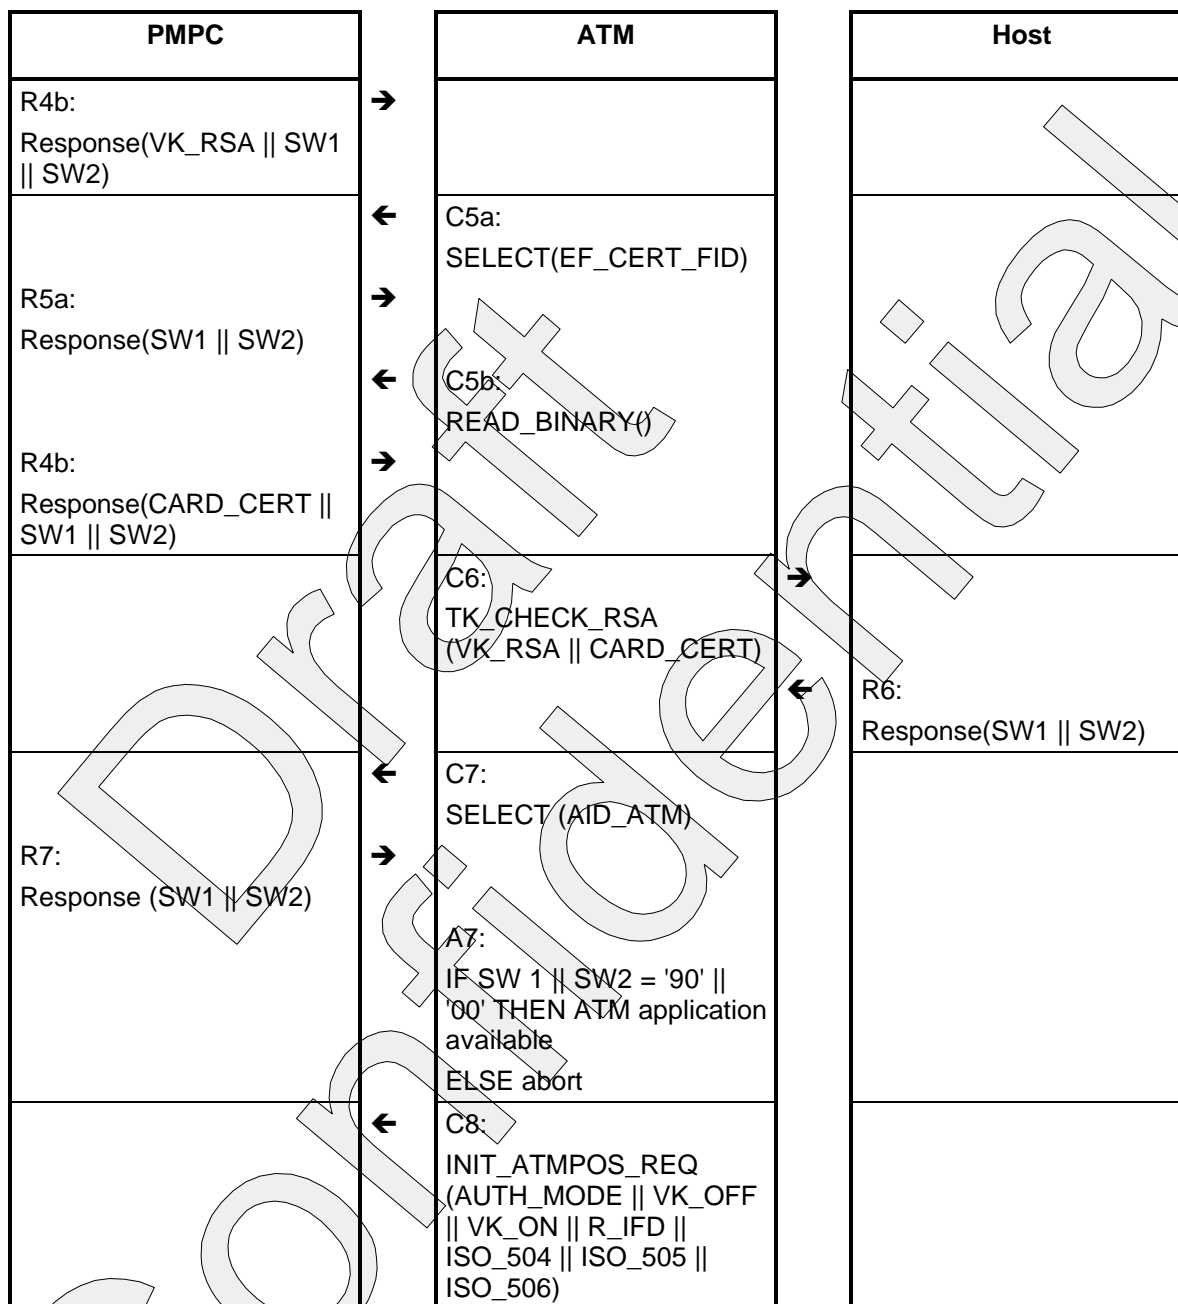 PMPC
ATM
Host
R4b:
Response(VK_RSA || SW1
|| SW2)
C5a:
SELECT(EF_CERT_FID)
R5a:
Response(SW1 || SW2)
C5b:
READ_BINARY()
R4b:
Response(CARD_CERT ||
SW1 || SW2)
C6:
TK_CHECK_RSA
(VK_RSA || CARD_CERT)
R6:
Response(SW1 || SW2)
C7:
SELECT (AID_ATM)
R7:
Response (SW1 || SW2)
A7:
IF SW 1 || SW2 = '90' ||
'00' THEN ATM application
available
ELSE abort
C8:
INIT_ATMPOS_REQ
(AUTH_MODE || VK_OFF
|| VK_ON || R_IFD ||
ISO_504 || ISO_505 ||
ISO_506)
Draft
Confidential